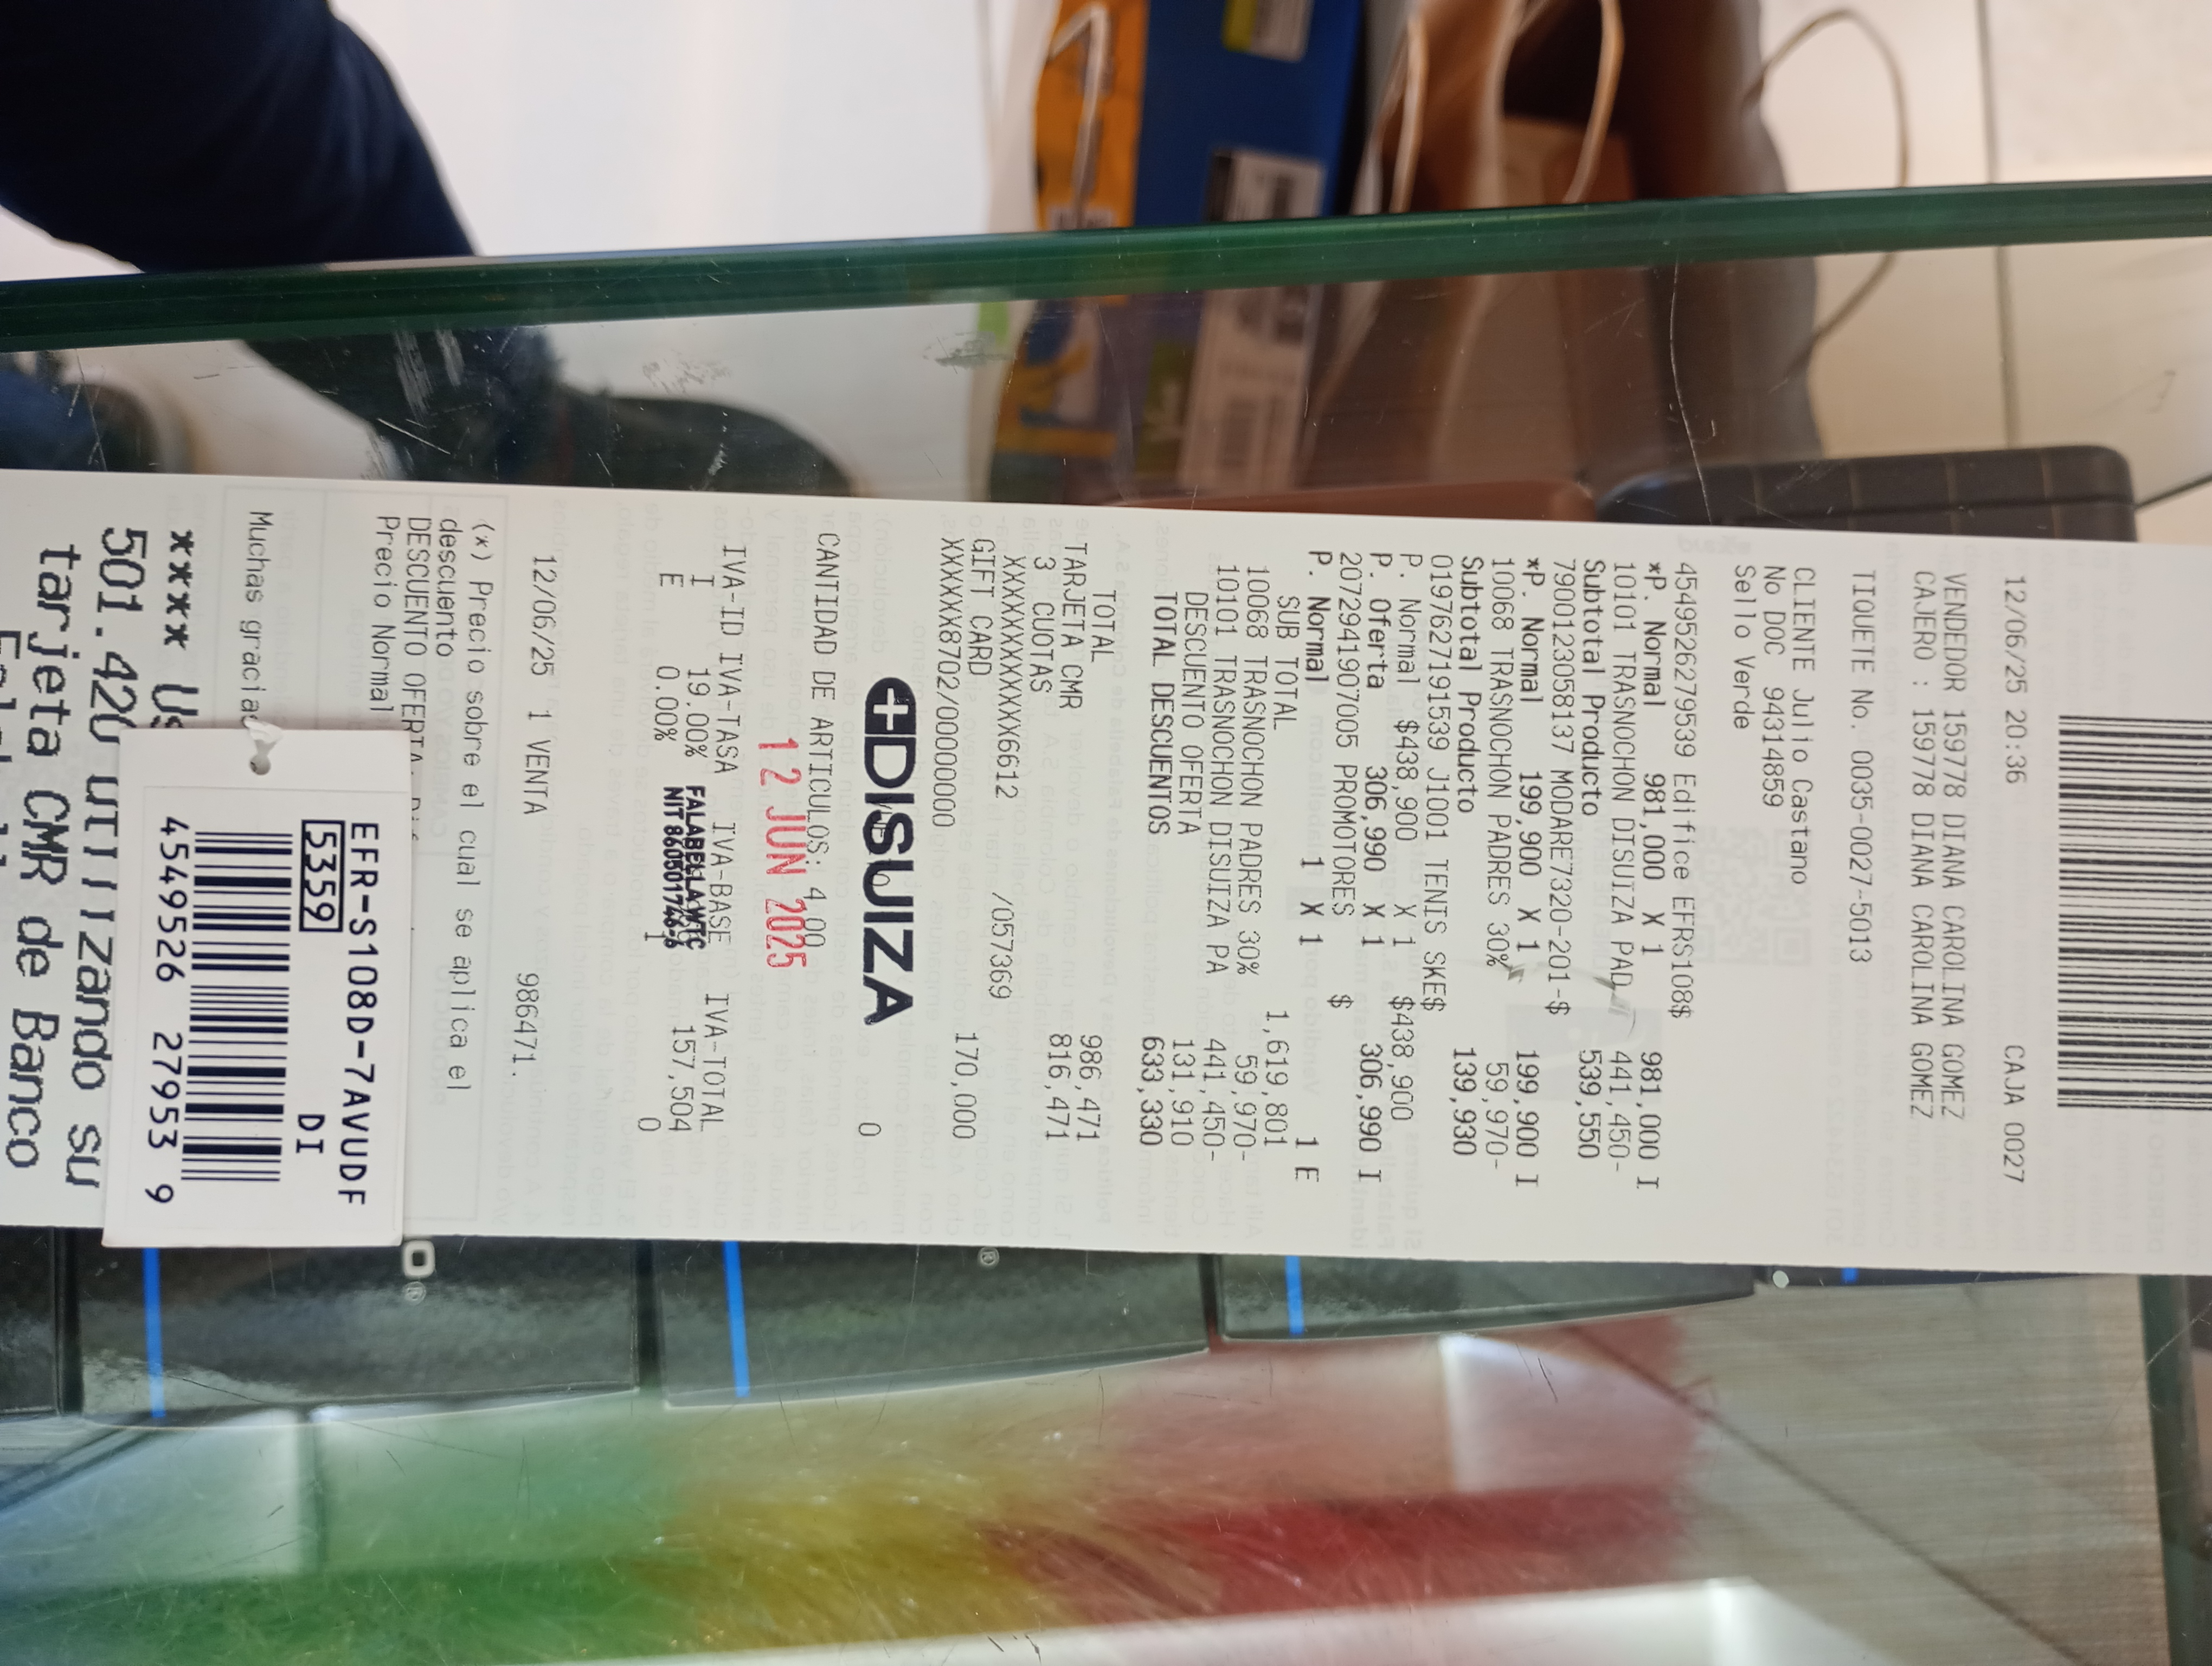 12/06/25 20:36 CAJA 0027
VENDEDOR 159778 DIANA CAROLINA GOMEZ
CAJERO : 159778 DIANA CAROLINA GOMEZ
TIQUETE No. 0035-0027-5013
CLIENTE Julio Castano
No DOC 94314859
Sello Verde
4549526279539 Edifice EFRS108$
*P. Normal 981,000 X 1 981,000 I
10101 TRASNOCHON DISUIZA PAD 441,450-
Subtotal Producto 539,550
7900123058137 MODARE7320-201-$
*P. Normal 199,900 X 1 199,900 I
10068 TRASNOCHON PADRES 30% 59,970-
Subtotal Producto 139,930
0197627191539 J1001 TENIS SKE$
P. Normal $438,900 X 1 $438,900
P. Oferta 306,990 X 1 306,990 I
2072941907005 PROMOTORES $
P. Normal 1 X 1 1 E
SUB TOTAL 1,619,801
10068 TRASNOCHON PADRES 30% 59,970-
10101 TRASNOCHON DISUIZA PA 441,450-
DESCUENTO OFERTA 131,910
TOTAL DESCUENTOS 633,330
TOTAL 986,471
TARJETA CMR 816,471
3 CUOTAS
XXXXXXXXXXXX6612 /057369
GIFT CARD 170,000
XXXXXX8702/00000000
DISUIZA 0
CANTIDAD DE ARTICULOS: 4.00
12 JUN 2025
IVA-ID IVA-TASA IVA-BASE IVA-TOTAL
I 19.00% 157,504
E 0.00% 1 0
FALABELLA WTC
NIT 860501746-6
12/06/25 1 VENTA 986471.
(*) Precio sobre el cual se aplica el
descuento
DESCUENTO OFERTA:
Precio Normal
Muchas gracias
**** Us
501.420 utilizando su
tarjeta CMR de Banco
EFR-S108D-7AVUDF
5359 DI
4549526 27953 9